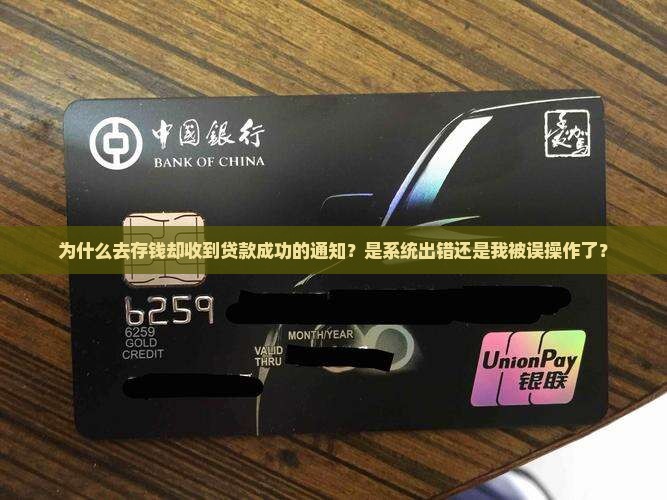 中国银行
BANK OF CHINA
为什么去存钱却收到贷款成功的通知？是系统出错还是我被误操作了？
6259
6259
GOLD
CREDIT
MONTH/YEAR
VALID
THRU
UnionPay
银联